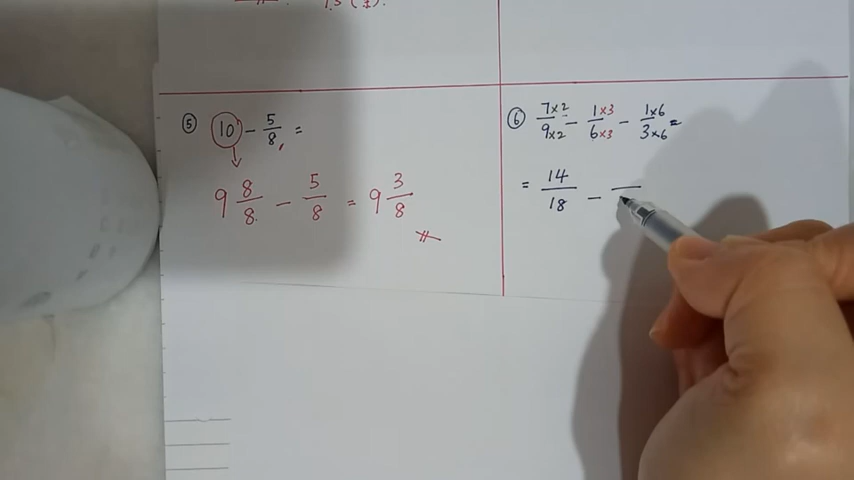 ⑤ 10 - 5/8 =
9 8/8 - 5/8 = 9 3/8
⑥ 7×2/9×2 - 1×3/6×3 - 1×6/3×6 =
= 14/18 -